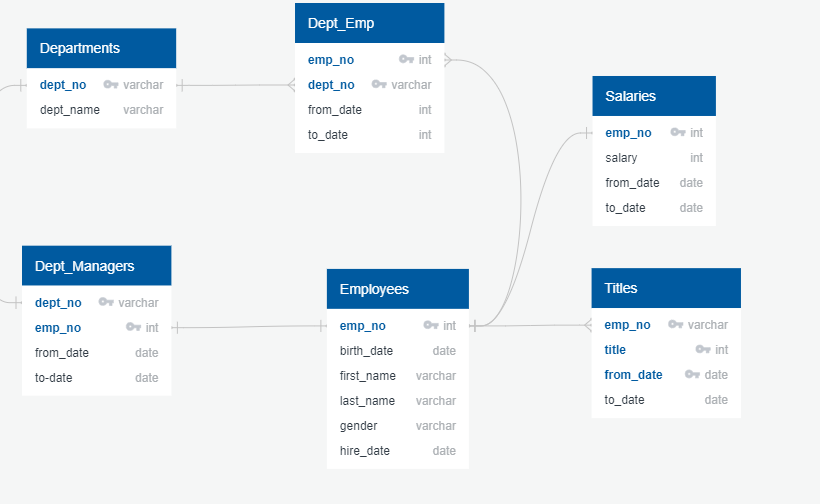 Departments
dept_no varchar
dept_name varchar
Dept_Emp
emp_no int
dept_no varchar
from_date int
to_date int
Salaries
emp_no int
salary int
from_date date
to_date date
Dept_Managers
dept_no varchar
emp_no int
from_date date
to-date date
Employees
emp_no int
birth_date date
first_name varchar
last_name varchar
gender varchar
hire_date date
Titles
emp_no varchar
title int
from_date date
to_date date